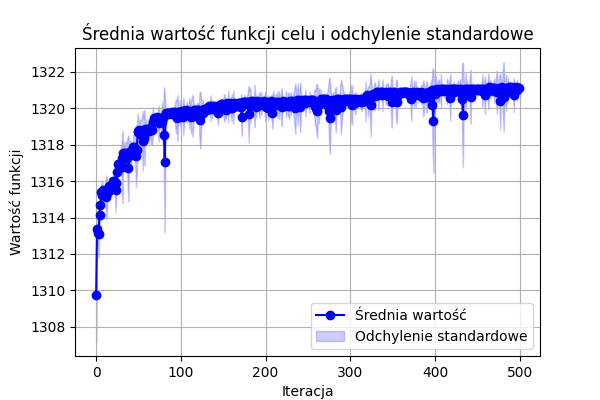 Średnia wartość funkcji celu i odchylenie standardowe
1322
1320
1318
1316
1314
1312
1310
1308
Wartość funkcji
Średnia wartość
Odchylenie standardowe
0 100 200 300 400 500
Iteracja